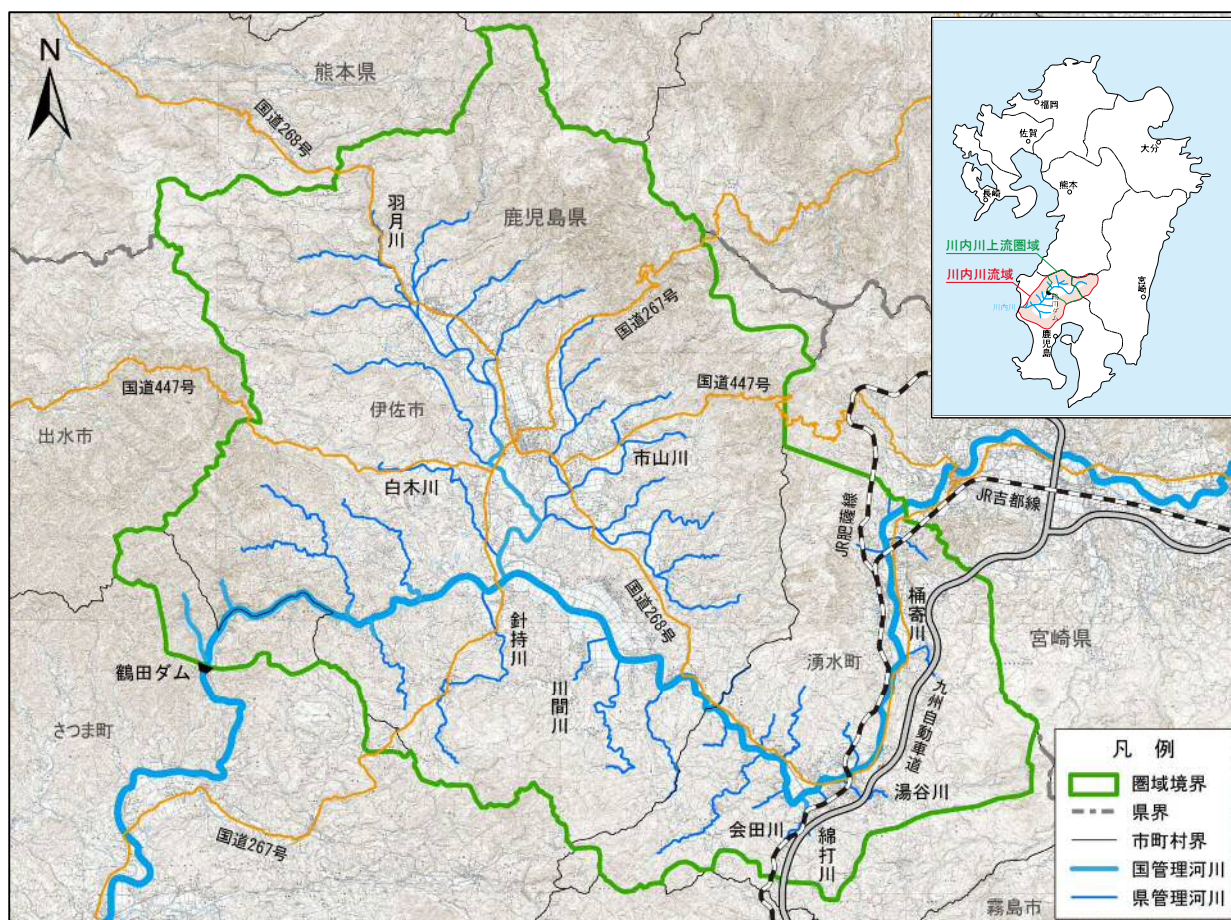 N
熊本県
国道268号
羽月川
鹿児島県
国道267号
国道447号
国道447号
伊佐市
出水市
市山川
白木川
JR肥薩線
JR吉都線
国道268号
桶寄川
宮崎県
針持川
湧水町
鶴田ダム
川間川
九州自動車道
さつま町
湯谷川
会田川
綿打川
国道267号
霧島市
福岡
佐賀
大分
長崎
熊本
川内川上流圏域
川内川流域
川内川
宮崎
鹿児島
凡 例
圏域境界
県界
市町村界
国管理河川
県管理河川